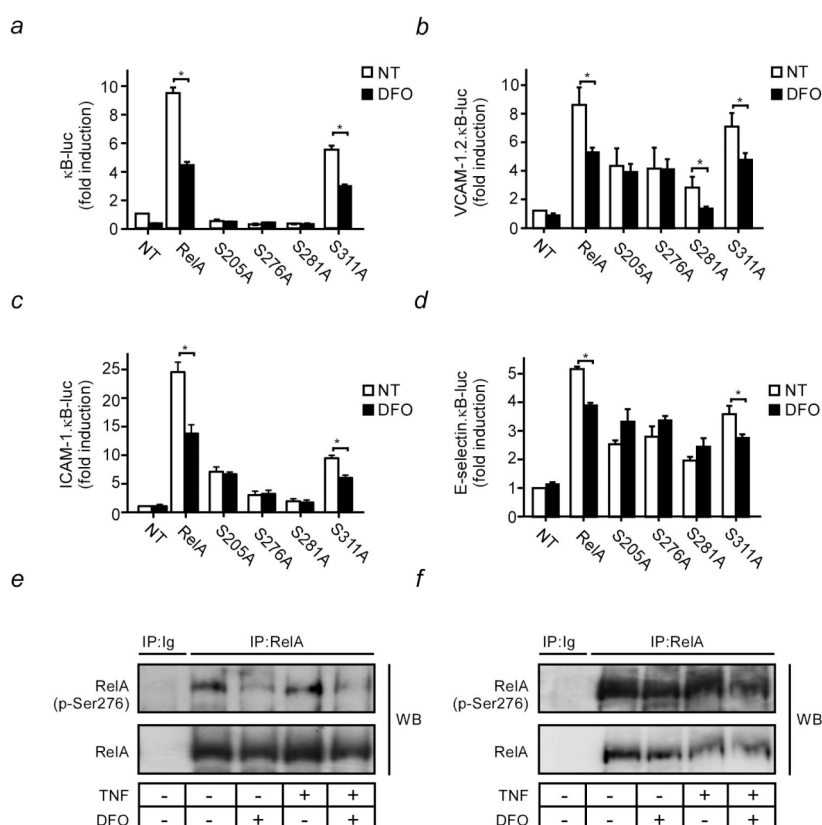 a
κB-luc
(fold induction)
10
8
6
4
2
0
*
*
NT
DFO
NT
RelA
S205A
S276A
S281A
S311A
b
VCAM-1.2.κB-luc
(fold induction)
10
8
6
4
2
0
*
*
*
NT
DFO
NT
RelA
S205A
S276A
S281A
S311A
c
ICAM-1.κB-luc
(fold induction)
25
20
15
10
5
0
*
*
NT
DFO
NT
RelA
S205A
S276A
S281A
S311A
d
E-selectin.κB-luc
(fold induction)
5
4
3
2
1
0
*
*
NT
DFO
NT
RelA
S205A
S276A
S281A
S311A
e
IP:Ig IP:RelA
RelA
(p-Ser276)
RelA
WB
TNF - - - + +
DFO - - + - +
f
IP:Ig IP:RelA
RelA
(p-Ser276)
RelA
WB
TNF - - - + +
DFO - - + - +